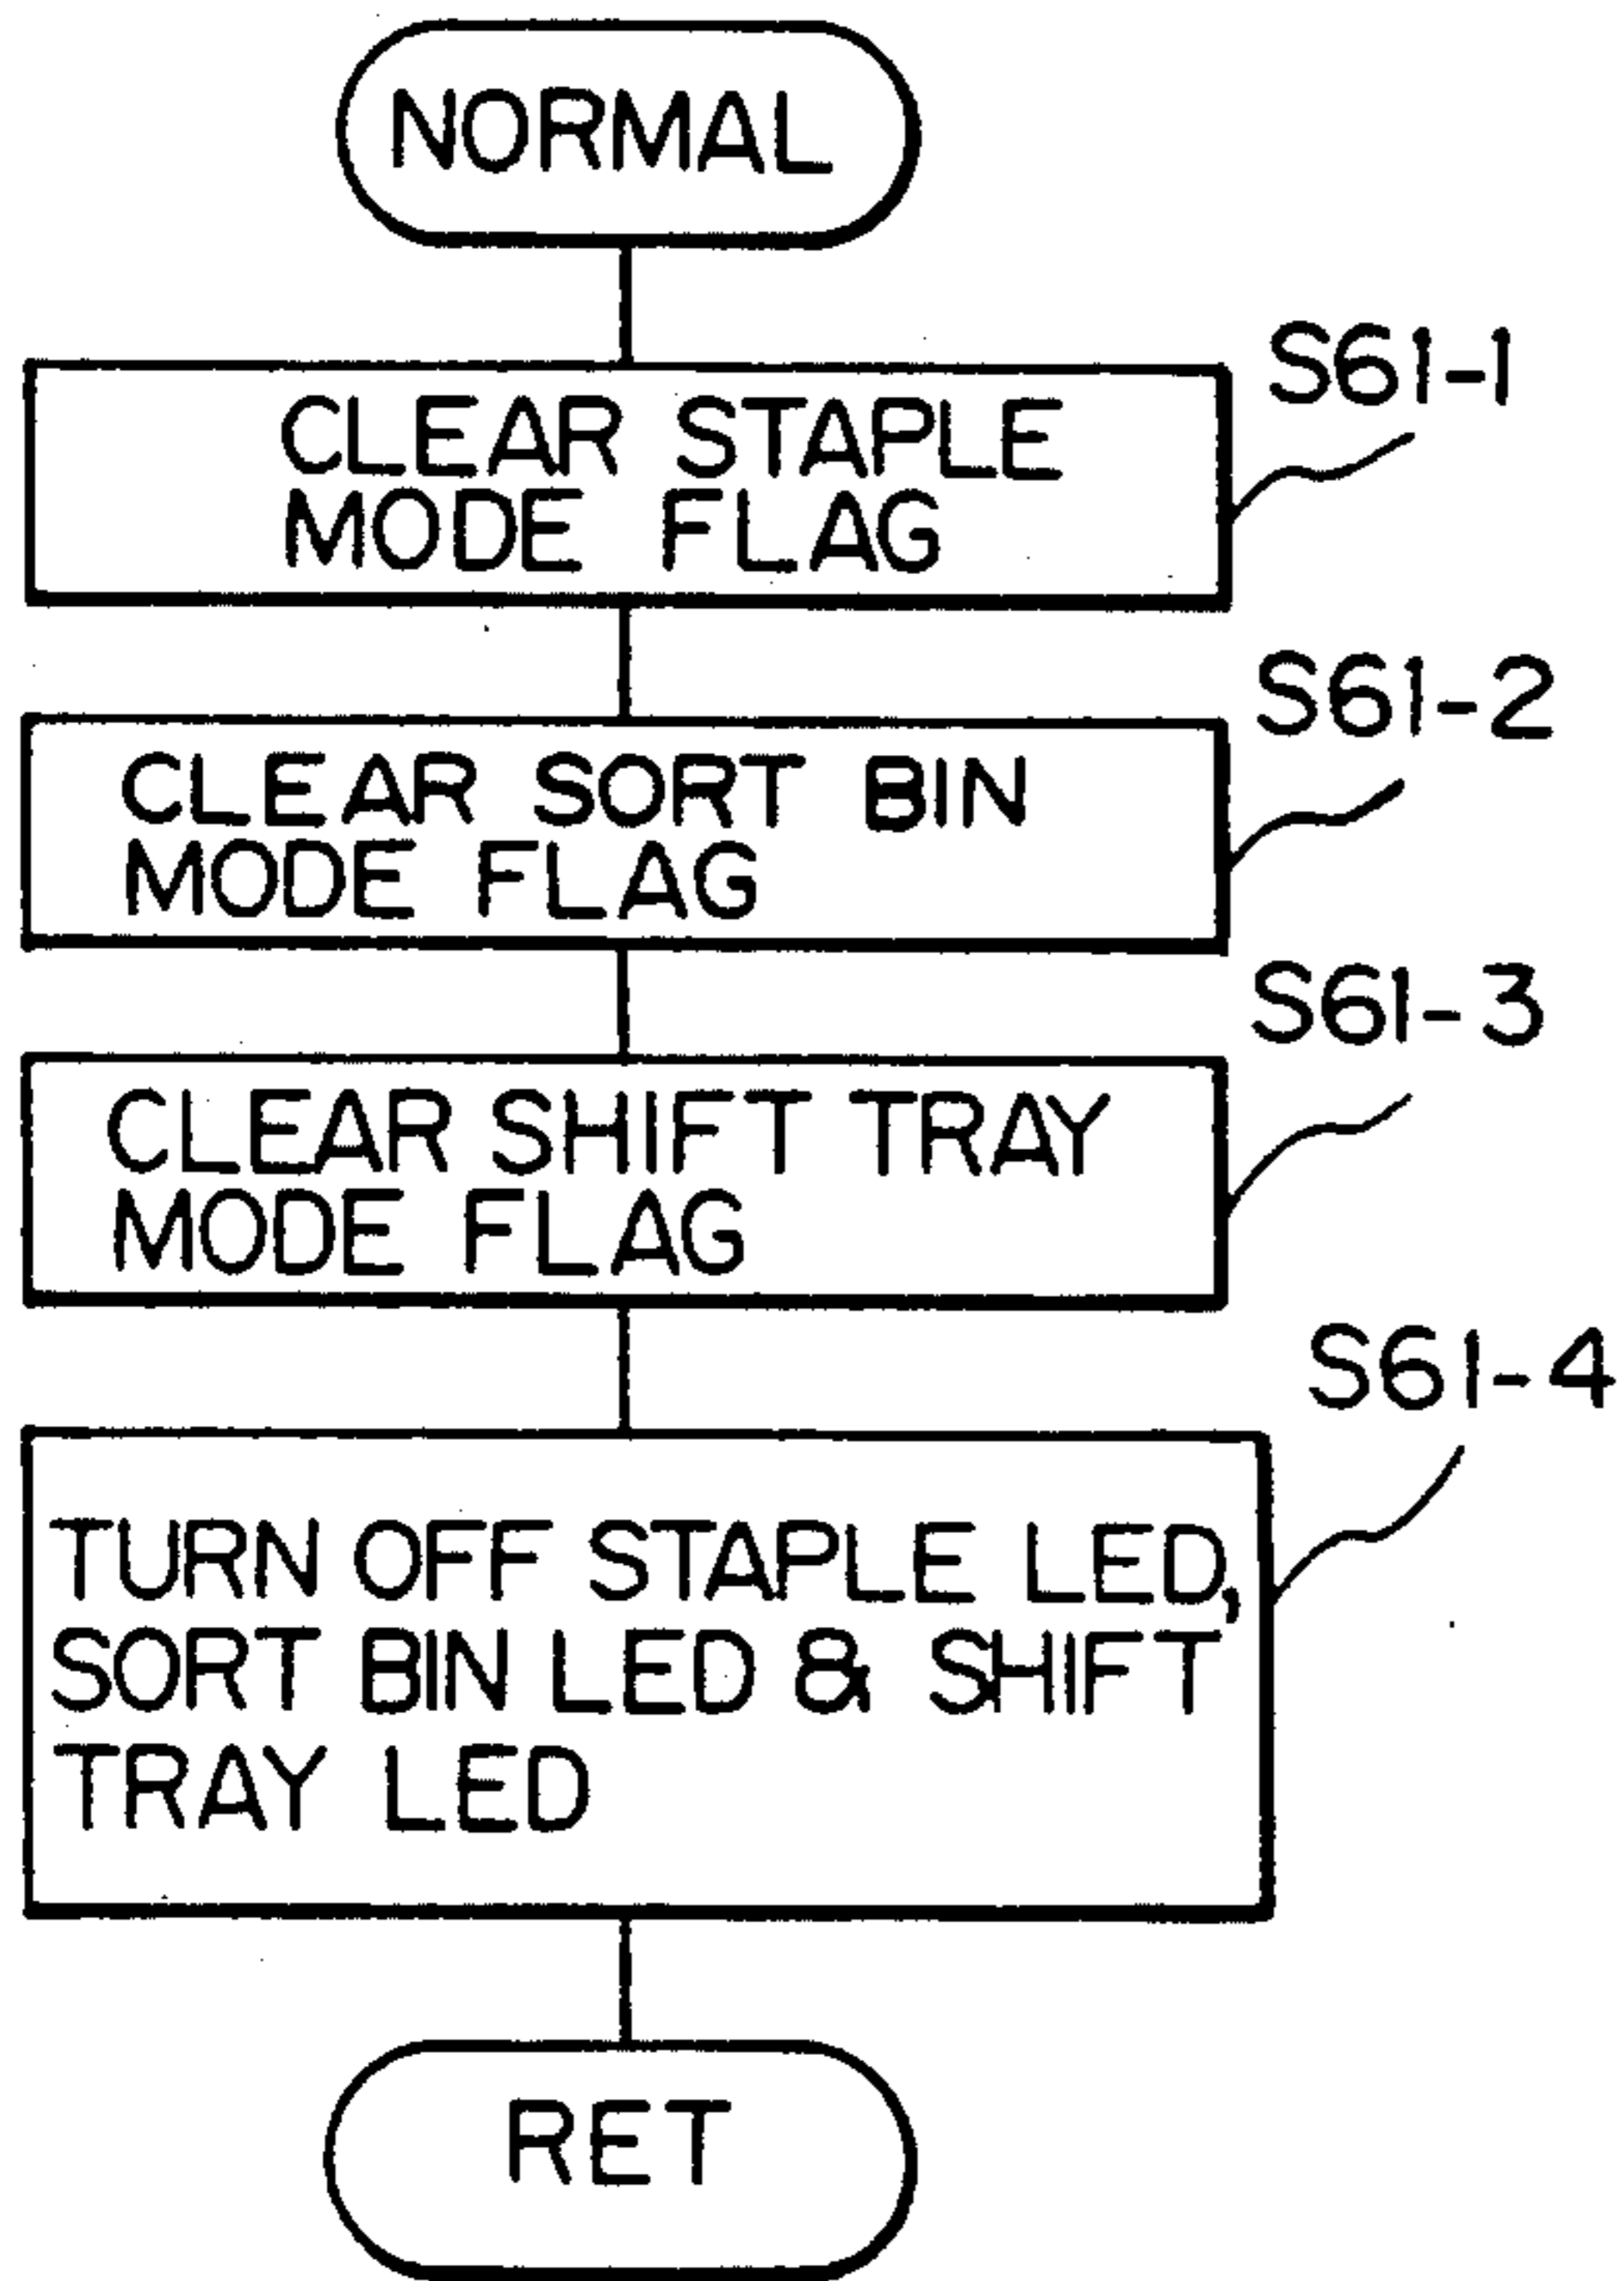 NORMAL
S61-1
CLEAR STAPLE
MODE FLAG
S61-2
CLEAR SORT BIN
MODE FLAG
S61-3
CLEAR SHIFT TRAY
MODE FLAG
S61-4
TURN OFF STAPLE LED,
SORT BIN LED & SHIFT
TRAY LED
RET